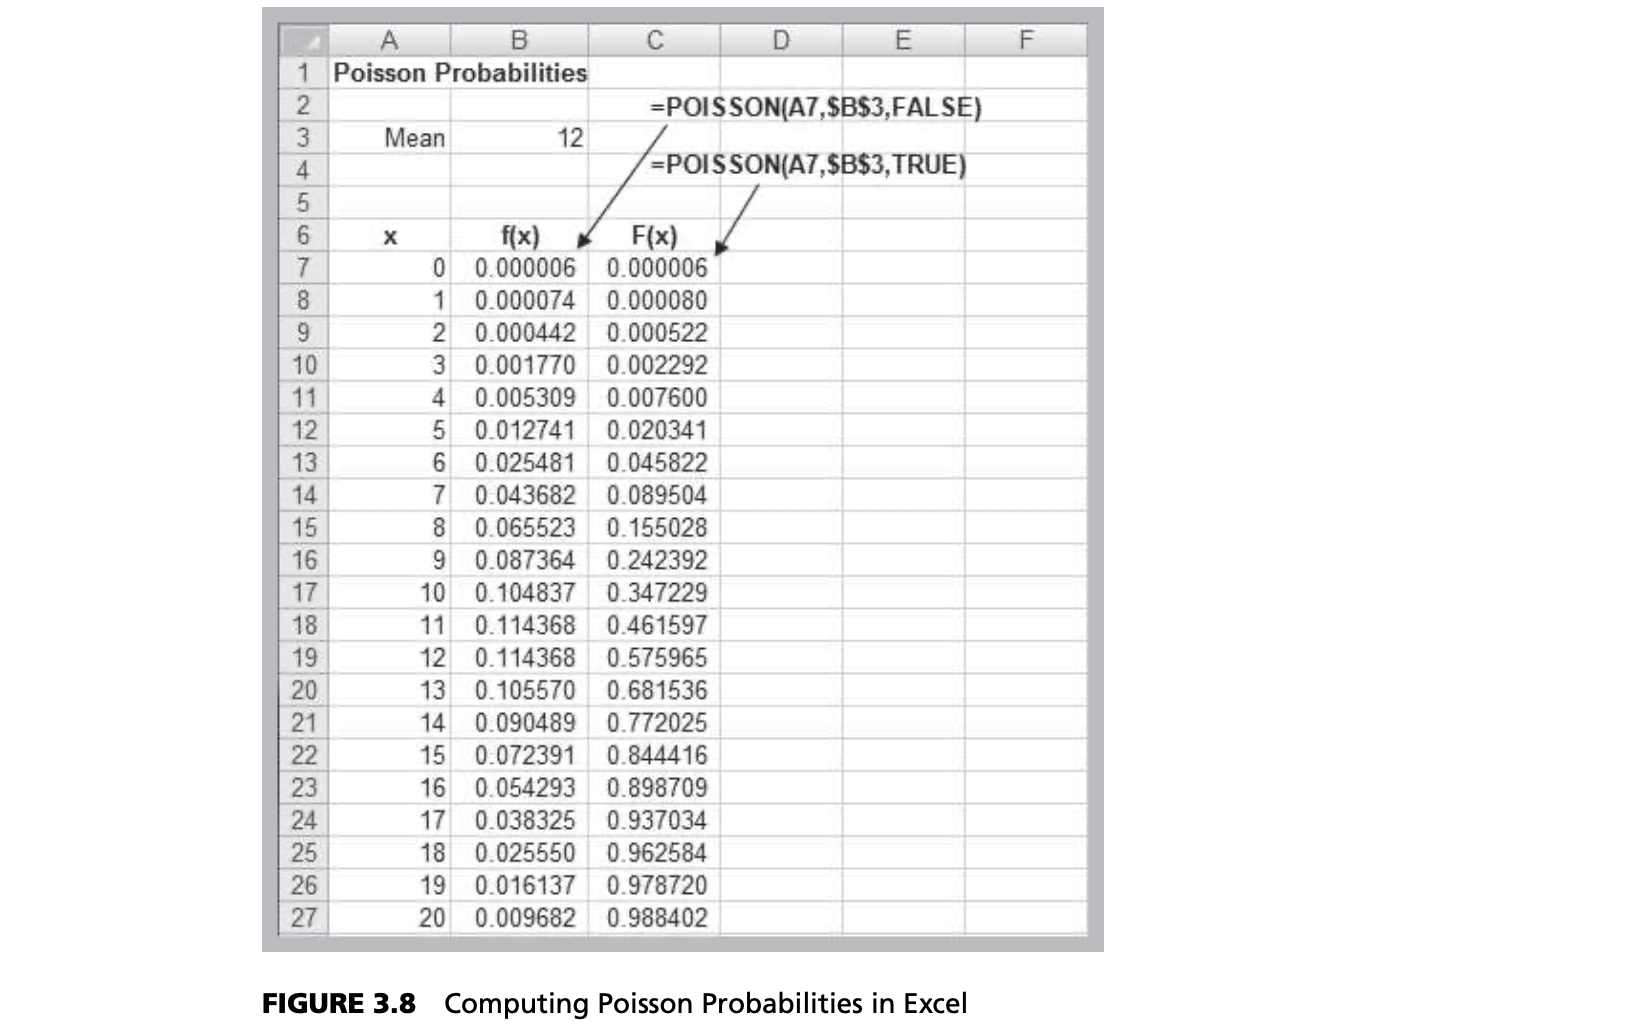 A B C D E F
1 Poisson Probabilities
2 =POISSON(A7,$B$3,FALSE)
3 Mean 12
4 =POISSON(A7,$B$3,TRUE)
5
6 x f(x) F(x)
7 0 0.000006 0.000006
8 1 0.000074 0.000080
9 2 0.000442 0.000522
10 3 0.001770 0.002292
11 4 0.005309 0.007600
12 5 0.012741 0.020341
13 6 0.025481 0.045822
14 7 0.043682 0.089504
15 8 0.065523 0.155028
16 9 0.087364 0.242392
17 10 0.104837 0.347229
18 11 0.114368 0.461597
19 12 0.114368 0.575965
20 13 0.105570 0.681536
21 14 0.090489 0.772025
22 15 0.072391 0.844416
23 16 0.054293 0.898709
24 17 0.038325 0.937034
25 18 0.025550 0.962584
26 19 0.016137 0.978720
27 20 0.009682 0.988402
FIGURE 3.8 Computing Poisson Probabilities in Excel